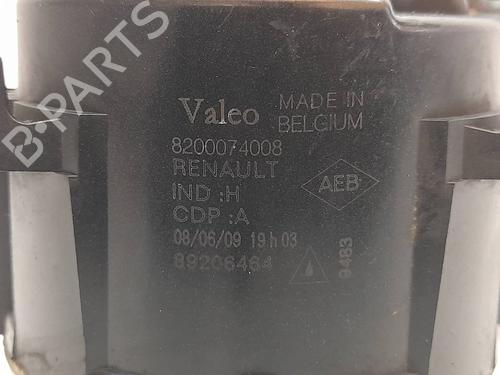 B-PARTS
Valeo
MADE IN
BELGIUM
8200074008
RENAULT
IND :H
CDP :A
AEB
08/06/09 19 h 03
89206464
9483